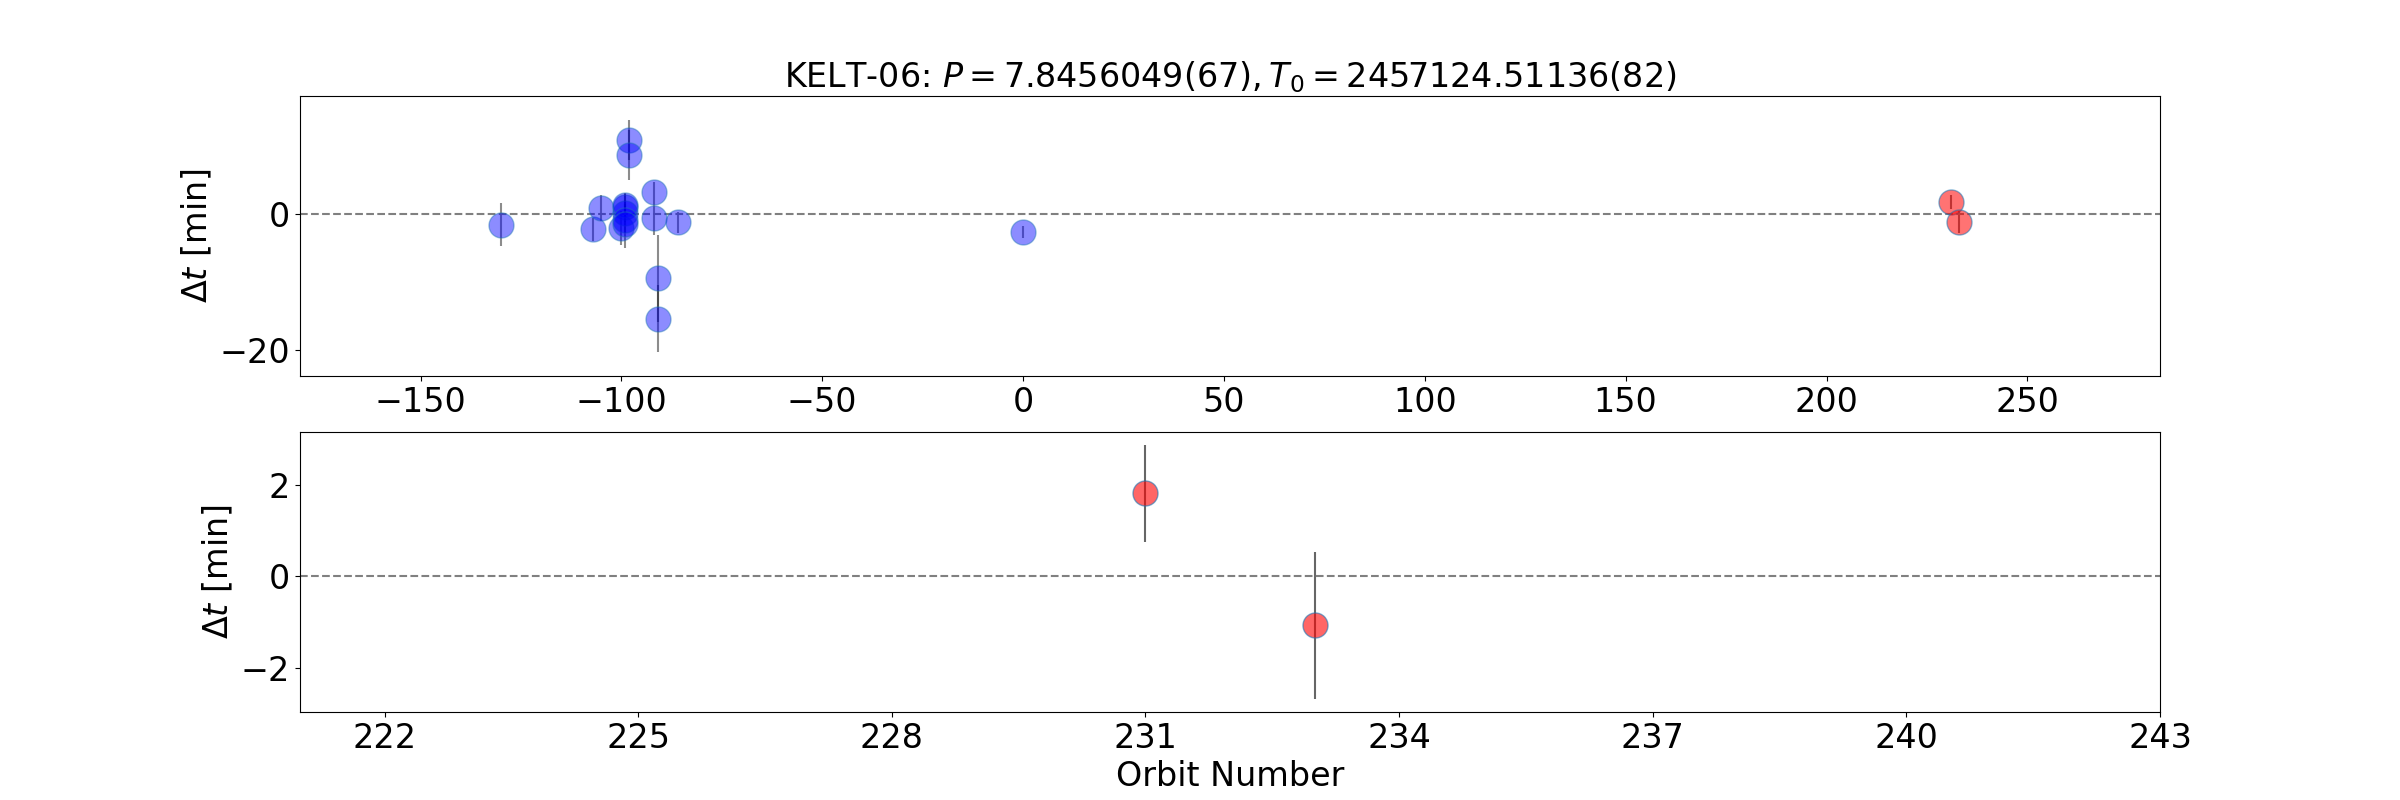 KELT-06: P = 7.8456049(67), T₀ = 2457124.51136(82)
Δt [min]
0
−20
−150 −100 −50 0 50 100 150 200 250
Δt [min]
2
0
−2
222 225 228 231 234 237 240 243
Orbit Number